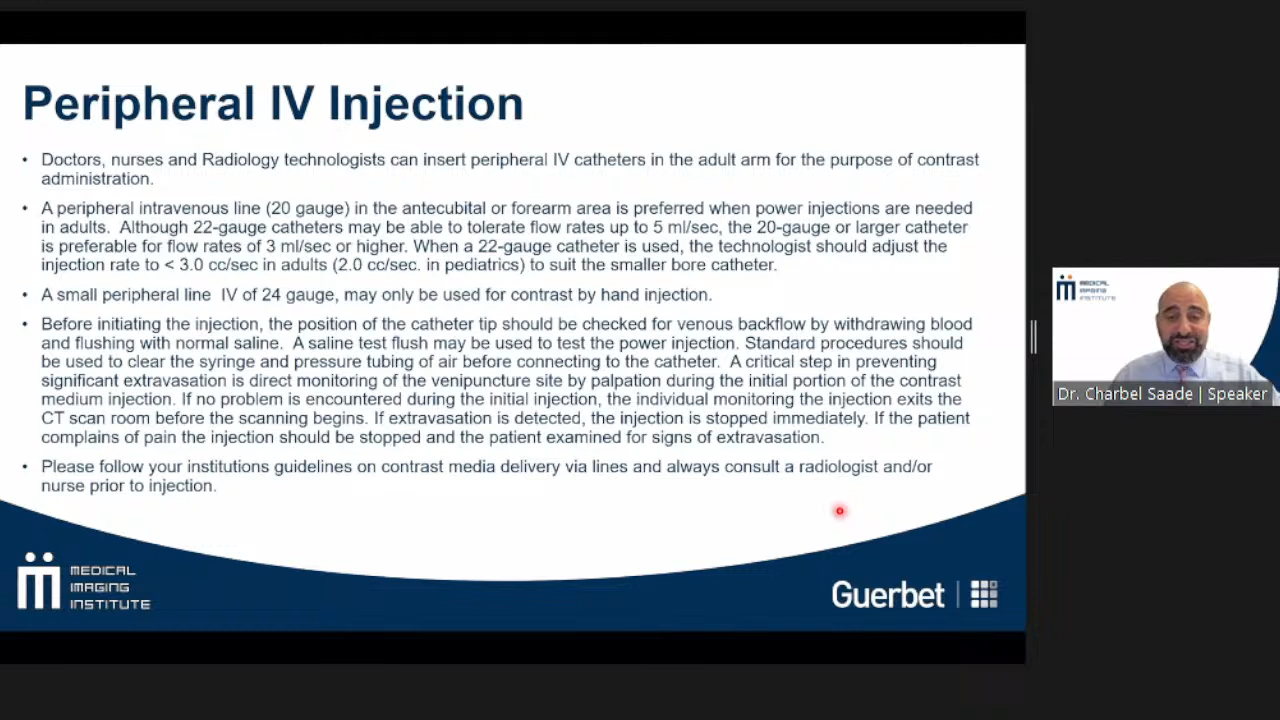 Peripheral IV Injection
• Doctors, nurses and Radiology technologists can insert peripheral IV catheters in the adult arm for the purpose of contrast
administration.
• A peripheral intravenous line (20 gauge) in the antecubital or forearm area is preferred when power injections are needed
in adults.  Although 22-gauge catheters may be able to tolerate flow rates up to 5 ml/sec, the 20-gauge or larger catheter
is preferable for flow rates of 3 ml/sec or higher. When a 22-gauge catheter is used, the technologist should adjust the
injection rate to < 3.0 cc/sec in adults (2.0 cc/sec. in pediatrics) to suit the smaller bore catheter.
• A small peripheral line  IV of 24 gauge, may only be used for contrast by hand injection.
• Before initiating the injection, the position of the catheter tip should be checked for venous backflow by withdrawing blood
and flushing with normal saline.  A saline test flush may be used to test the power injection. Standard procedures should
be used to clear the syringe and pressure tubing of air before connecting to the catheter.  A critical step in preventing
significant extravasation is direct monitoring of the venipuncture site by palpation during the initial portion of the contrast
medium injection. If no problem is encountered during the initial injection, the individual monitoring the injection exits the
CT scan room before the scanning begins. If extravasation is detected, the injection is stopped immediately. If the patient
complains of pain the injection should be stopped and the patient examined for signs of extravasation.
• Please follow your institutions guidelines on contrast media delivery via lines and always consult a radiologist and/or
nurse prior to injection.
MEDICAL
IMAGING
INSTITUTE
Guerbet
MEDICAL
IMAGING
INSTITUTE
Dr. Charbel Saade | Speaker